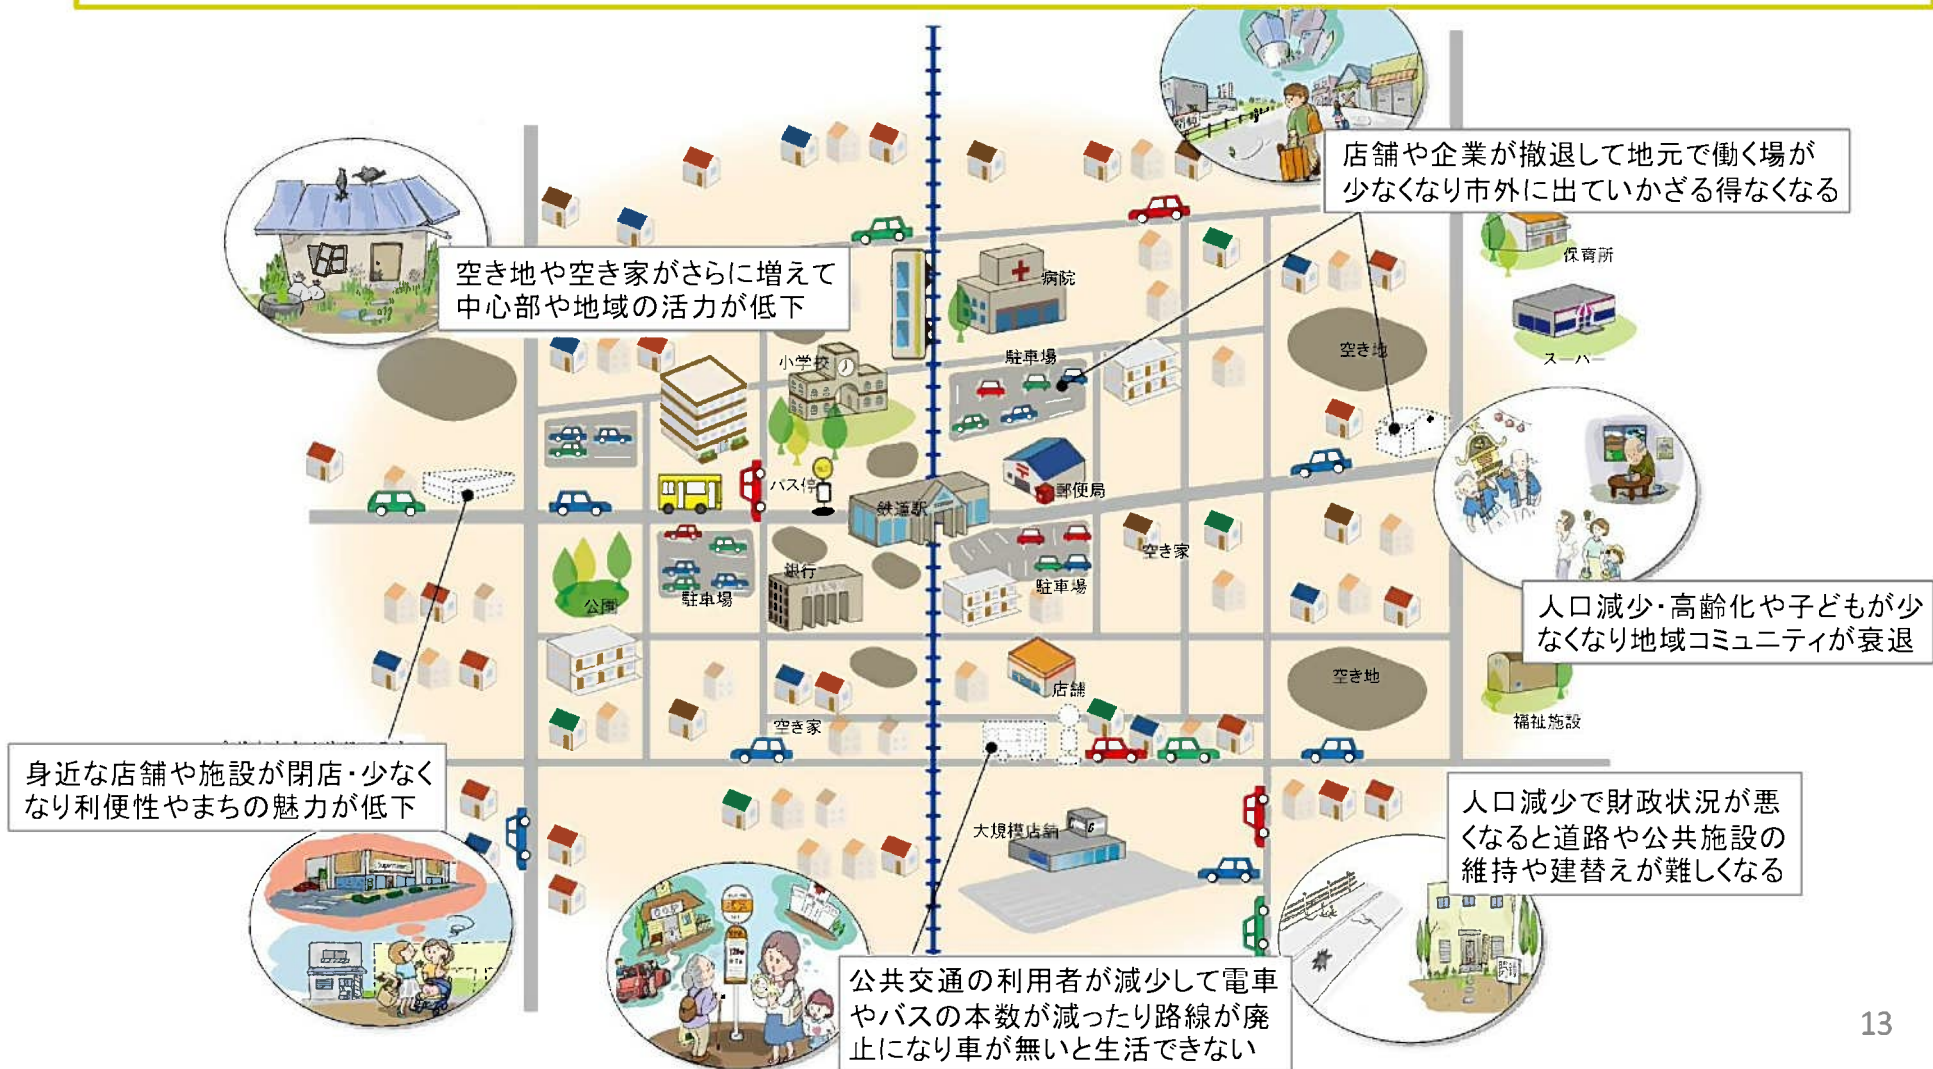 店舗や企業が撤退して地元で働く場が
少なくなり市外に出ていかざる得なくなる
空き地や空き家がさらに増えて
中心部や地域の活力が低下
保育所
病院
スーパー
小学校
駐車場
空き地
バス停
鉄道駅
郵便局
空き家
銀行
駐車場
駐車場
公園
人口減少・高齢化や子どもが少
なくなり地域コミュニティが衰退
店舗
空き地
福祉施設
空き家
身近な店舗や施設が閉店・少なく
なり利便性やまちの魅力が低下
人口減少で財政状況が悪
くなると道路や公共施設の
維持や建替えが難しくなる
大規模店舗
公共交通の利用者が減少して電車
やバスの本数が減ったり路線が廃
止になり車が無いと生活できない
13